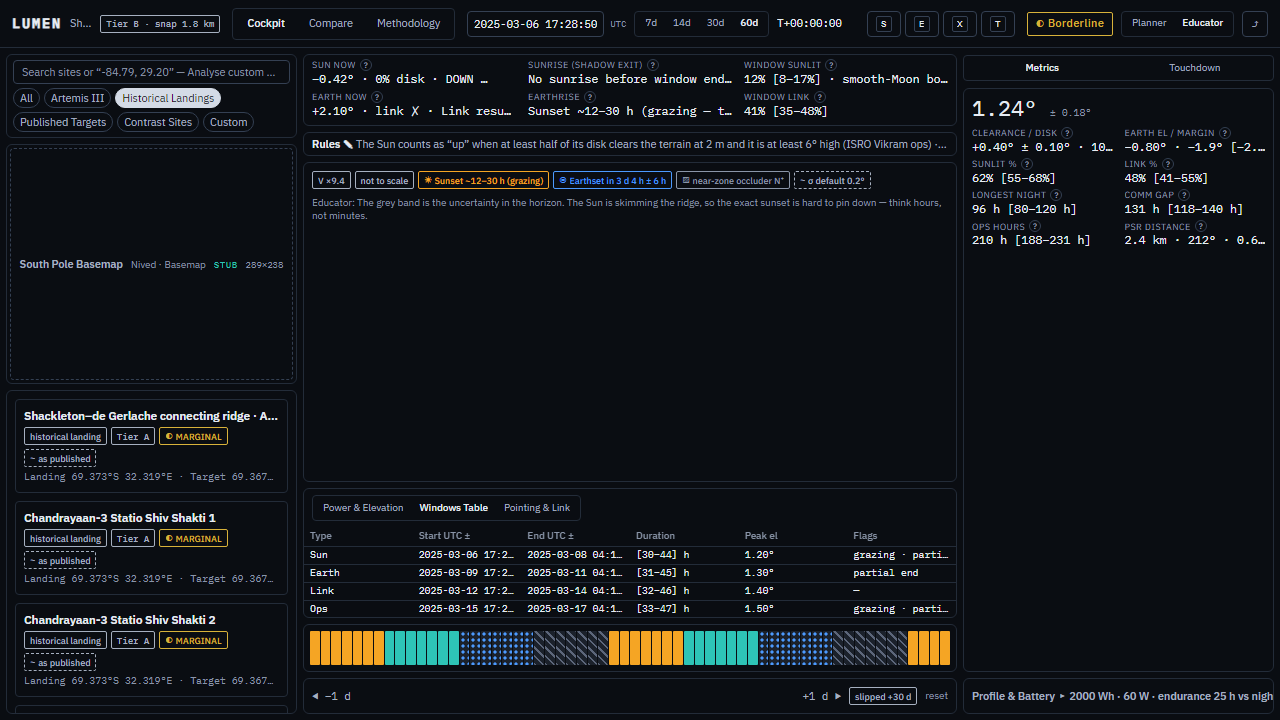 LUMEN Sh… Tier B · snap 1.8 km Cockpit Compare Methodology 2025-03-06 17:28:50 UTC 7d 14d 30d 60d T+00:00:00 S E X T ◐ Borderline Planner Educator ⤴
Search sites or “-84.79, 29.20” — Analyse custom …
All Artemis III Historical Landings
Published Targets Contrast Sites Custom
South Pole Basemap Nived · Basemap STUB 289×238
Shackleton–de Gerlache connecting ridge · A…
historical landing Tier A ◐ MARGINAL
~ as published
Landing 69.373°S 32.319°E · Target 69.367…
Chandrayaan-3 Statio Shiv Shakti 1
historical landing Tier A ◐ MARGINAL
~ as published
Landing 69.373°S 32.319°E · Target 69.367…
Chandrayaan-3 Statio Shiv Shakti 2
historical landing Tier A ◐ MARGINAL
~ as published
Landing 69.373°S 32.319°E · Target 69.367…
SUN NOW ? SUNRISE (SHADOW EXIT) ? WINDOW SUNLIT ?
−0.42° · 0% disk · DOWN … No sunrise before window end… 12% [8–17%] · smooth-Moon bo…
EARTH NOW ? EARTHRISE ? WINDOW LINK ?
+2.10° · link ✗ · Link resu… Sunset ~12–30 h (grazing — t… 41% [35–48%]
Rules ✎ The Sun counts as “up” when at least half of its disk clears the terrain at 2 m and it is at least 6° high (ISRO Vikram ops) ·…
V ×9.4 not to scale ☀ Sunset ~12–30 h (grazing) ⊕ Earthset in 3 d 4 h ± 6 h ▨ near-zone occluder N° ~ σ default 0.2°
Educator: The grey band is the uncertainty in the horizon. The Sun is skimming the ridge, so the exact sunset is hard to pin down — think hours,
not minutes.
Power & Elevation Windows Table Pointing & Link
Type Start UTC ± End UTC ± Duration Peak el Flags
Sun 2025-03-06 17:2… 2025-03-08 04:1… [30–44] h 1.20° grazing · parti…
Earth 2025-03-09 17:2… 2025-03-11 04:1… [31–45] h 1.30° partial end
Link 2025-03-12 17:2… 2025-03-14 04:1… [32–46] h 1.40° —
Ops 2025-03-15 17:2… 2025-03-17 04:1… [33–47] h 1.50° grazing · parti…
◄ −1 d +1 d ► slipped +30 d reset
Metrics Touchdown
1.24° ± 0.18°
CLEARANCE / DISK ? EARTH EL / MARGIN ?
+0.40° ± 0.10° · 10… −0.80° · −1.9° [−2.…
SUNLIT % ? LINK % ?
62% [55–68%] 48% [41–55%]
LONGEST NIGHT ? COMM GAP ?
96 h [80–120 h] 131 h [118–140 h]
OPS HOURS ? PSR DISTANCE ?
210 h [188–231 h] 2.4 km · 212° · 0.6…
Profile & Battery ▸ 2000 Wh · 60 W · endurance 25 h vs nigh